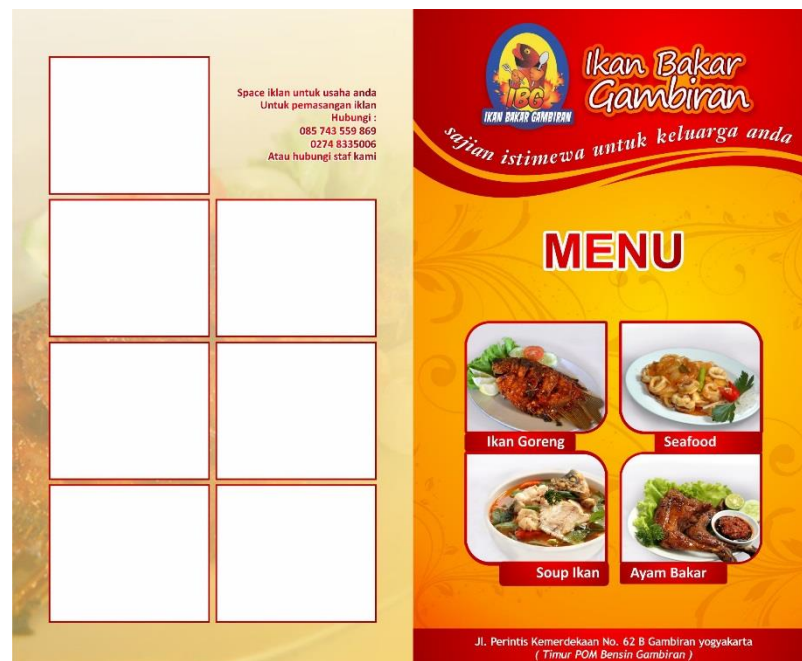 Space iklan untuk usaha anda
Untuk pemasangan iklan
Hubungi :
085 743 559 869
0274 8335006
Atau hubungi staf kami
IBG
IKAN BAKAR GAMBIRAN
Ikan Bakar
Gambiran
sajian istimewa untuk keluarga anda
MENU
Ikan Goreng
Seafood
Soup Ikan
Ayam Bakar
Jl. Perintis Kemerdekaan No. 62 B Gambiran yogyakarta
( Timur POM Bensin Gambiran )